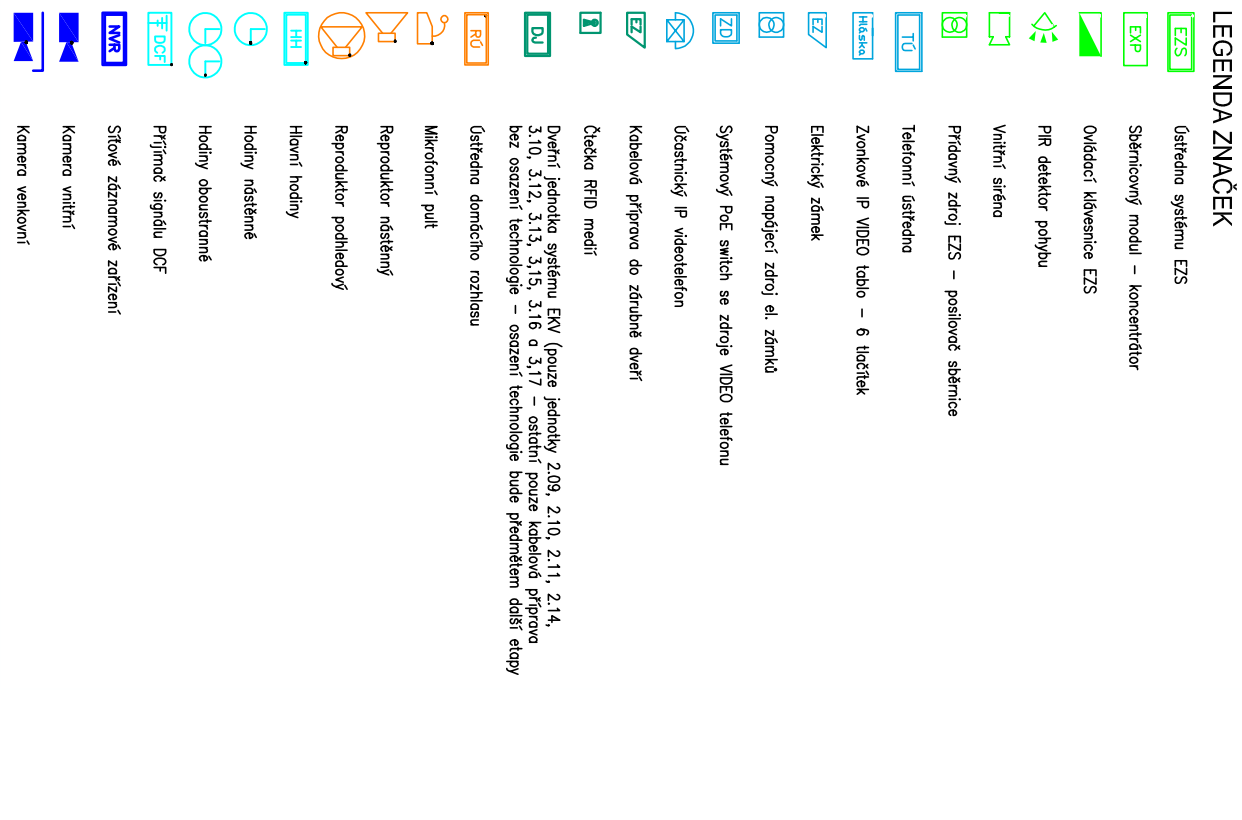 LEGENDA ZNAČEK
EZS Ústředna systému EZS
EXP Sběrnicovný modul – koncentrátor
Ovládací klávesnice EZS
PIR detektor pohybu
Vnitřní siréna
Přídavný zdroj EZS – posilovač sběrnice
TÚ Telefonní ústředna
Hláska Zvonkové IP VIDEO tablo – 6 tlačítek
EZ Elektrický zámek
Pomocný napájecí zdroj el. zámků
ZD Systémový PoE switch se zdroje VIDEO telefonu
Účastnický IP videotelefon
EZ Kabelová příprava do zárubně dveří
Čtečka RFID medií
DJ Dveřní jednotka systému EKV (pouze jednotky 2.09, 2.10, 2.11, 2.14,
3.10, 3.12, 3.13, 3,15, 3.16 a 3,17 – ostatní pouze kabelová příprava
bez osazení technologie – osazení technologie bude předmětem další etapy
RÚ Ústředna domácího rozhlasu
Mikrofonní pult
Reproduktor nástěnný
Reproduktor podhledový
HH Hlavní hodiny
Hodiny nástěnné
Hodiny oboustranné
DCF Příjímač signálu DCF
NVR Síťové záznamové zařízení
Kamera vnitřní
Kamera venkovní